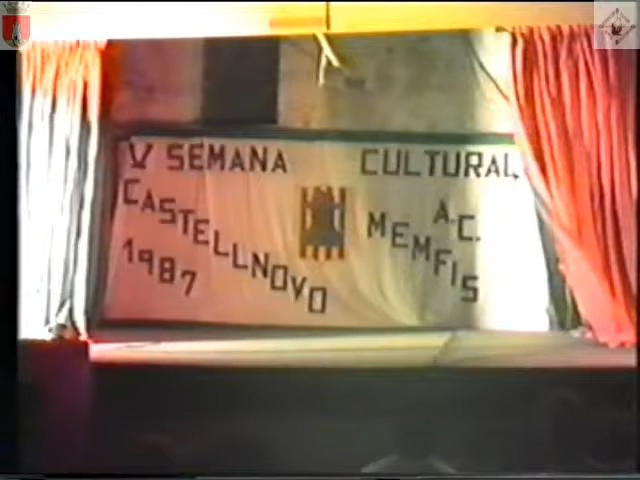 V SEMANA CULTURAL
CASTELLNOVO
1987
A.C.
MEMFIS